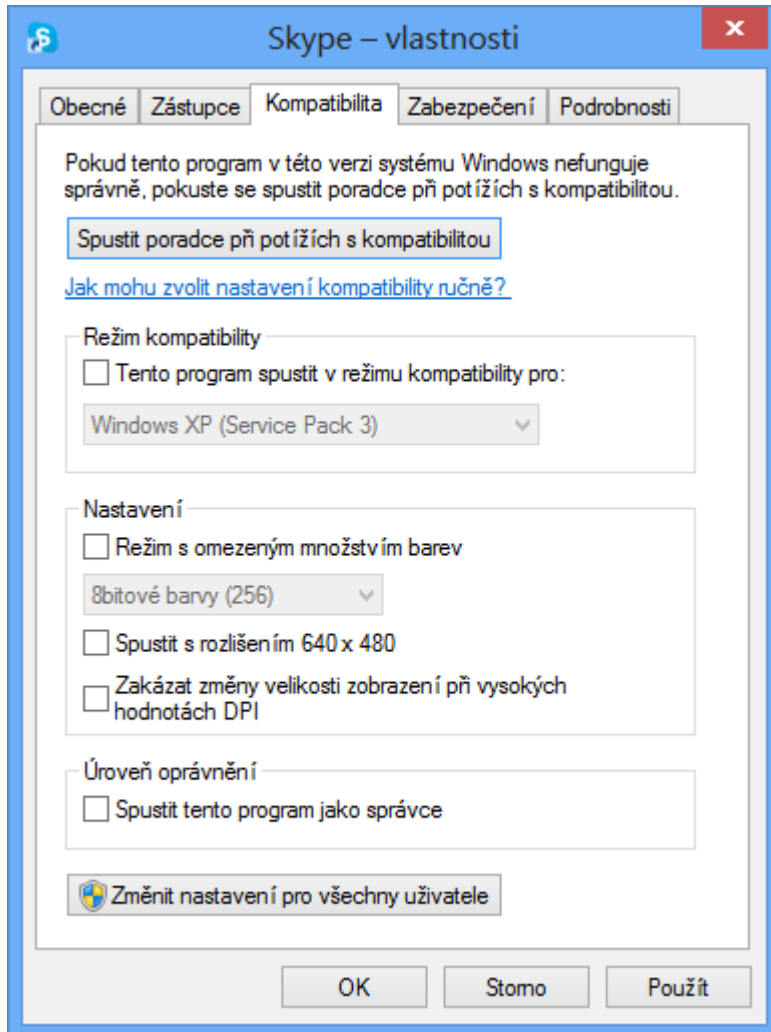 Skype – vlastnosti
Obecné
Zástupce
Kompatibilita
Zabezpečení
Podrobnosti
Pokud tento program v této verzi systému Windows nefunguje
správně, pokuste se spustit poradce při potížích s kompatibilitou.
Spustit poradce při potížích s kompatibilitou
Jak mohu zvolit nastavení kompatibility ručně?
Režim kompatibility
Tento program spustit v režimu kompatibility pro:
Windows XP (Service Pack 3)
Nastavení
Režim s omezeným množstvím barev
8bitové barvy (256)
Spustit s rozlišením 640 x 480
Zakázat změny velikosti zobrazení při vysokých
hodnotách DPI
Úroveň oprávnění
Spustit tento program jako správce
Změnit nastavení pro všechny uživatele
OK
Storno
Použít